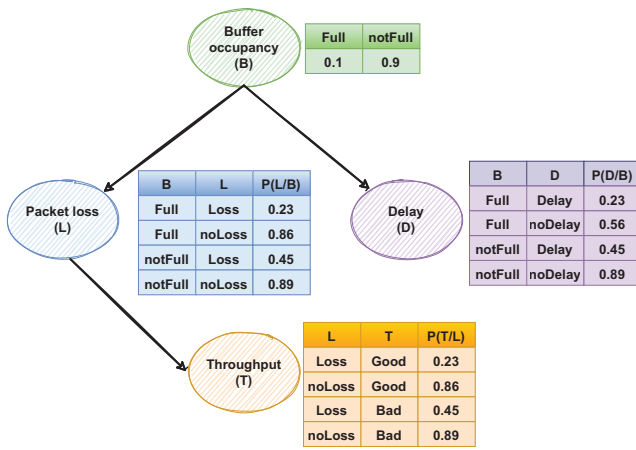 Buffer
occupancy
(B)
Full notFull
0.1 0.9
Packet loss
(L)
B L P(L/B)
Full Loss 0.23
Full noLoss 0.86
notFull Loss 0.45
notFull noLoss 0.89
Delay
(D)
B D P(D/B)
Full Delay 0.23
Full noDelay 0.56
notFull Delay 0.45
notFull noDelay 0.89
Throughput
(T)
L T P(T/L)
Loss Good 0.23
noLoss Good 0.86
Loss Bad 0.45
noLoss Bad 0.89